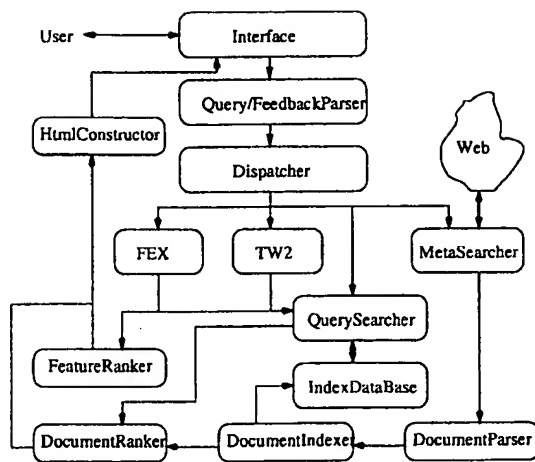 User
Interface
Query/FeedbackParser
HtmlConstructor
Web
Dispatcher
FEX
TW2
MetaSearcher
QuerySearcher
FeatureRanker
IndexDataBase
DocumentRanker
DocumentIndexer
DocumentParser